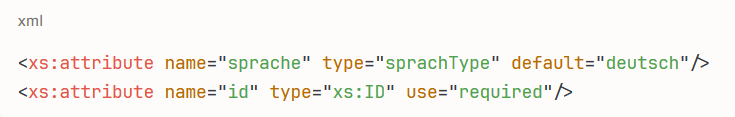 xml
<xs:attribute name="sprache" type="sprachType" default="deutsch"/>
<xs:attribute name="id" type="xs:ID" use="required"/>